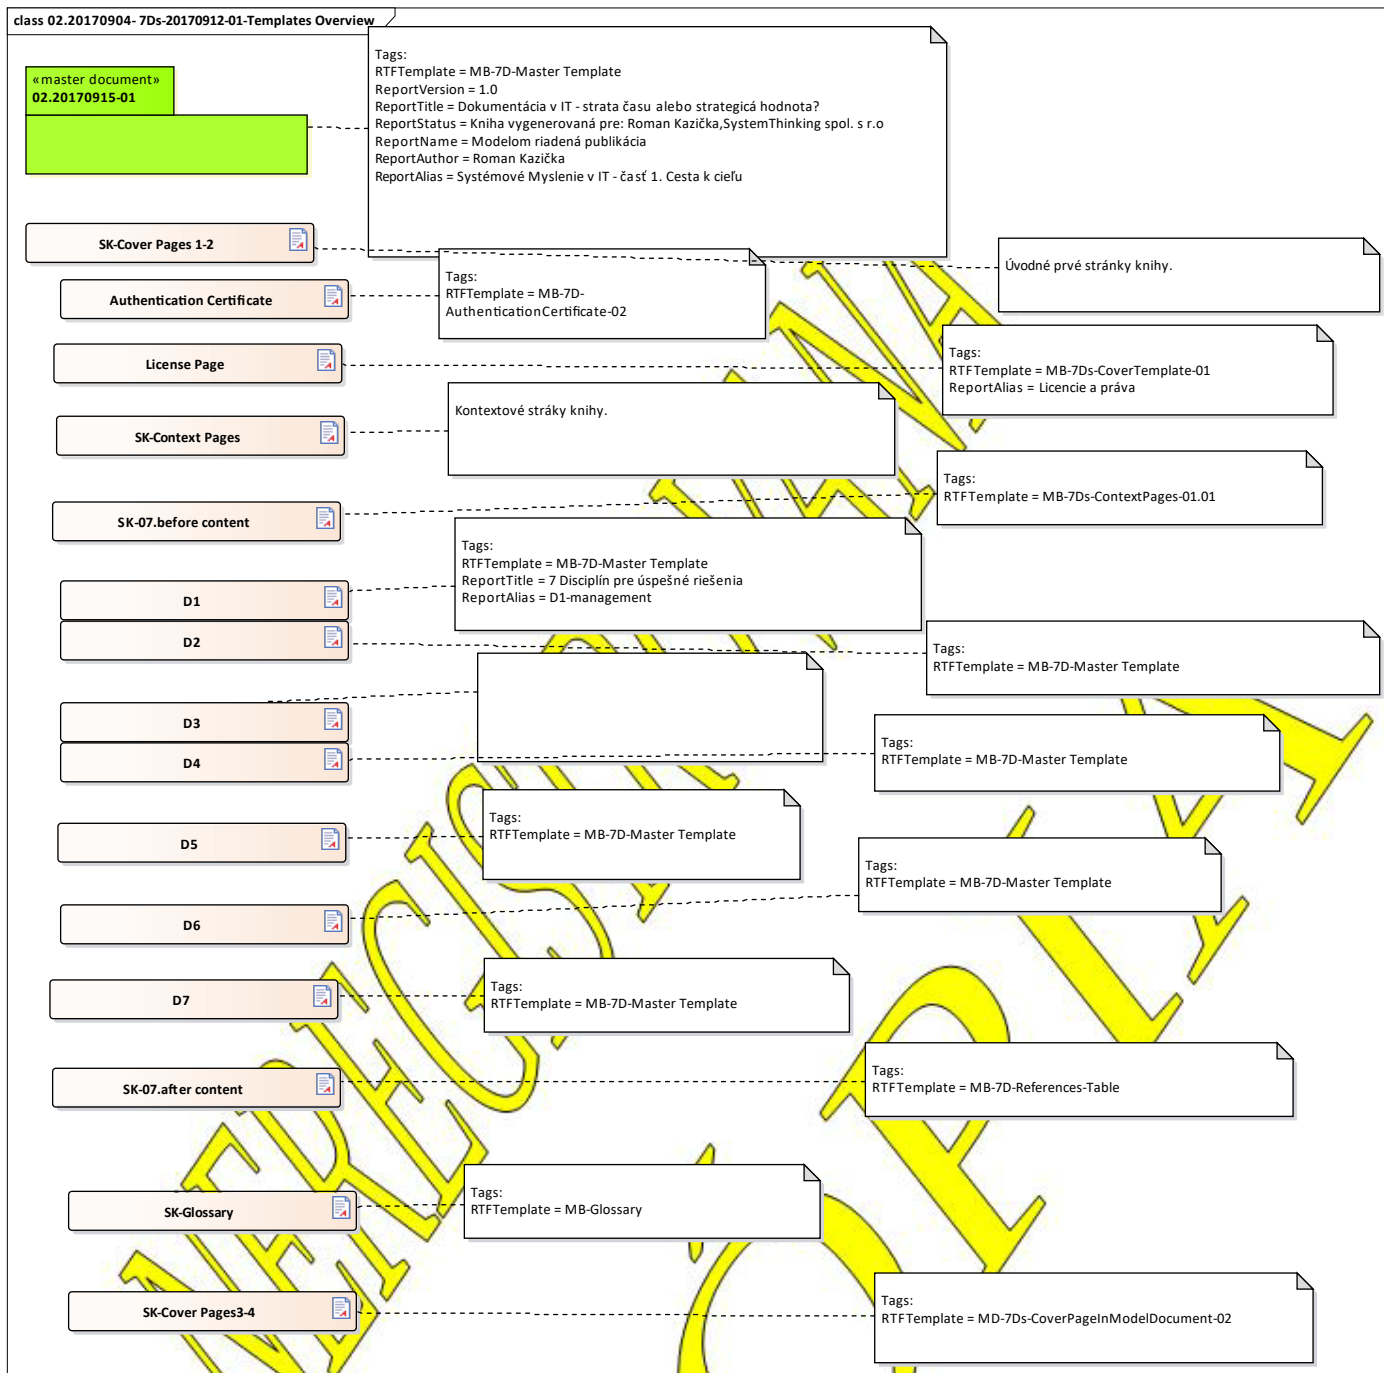 class 02.20170904- 7Ds-20170912-01-Templates Overview
«master document»
02.20170915-01
Tags:
RTFTemplate = MB-7D-Master Template
ReportVersion = 1.0
ReportTitle = Dokumentácia v IT - strata času alebo strategicá hodnota?
ReportStatus = Kniha vygenerovaná pre: Roman Kazička,SystemThinking spol. s r.o
ReportName = Modelom riadená publikácia
ReportAuthor = Roman Kazička
ReportAlias = Systémové Myslenie v IT - časť 1. Cesta k cieľu
SK-Cover Pages 1-2
Úvodné prvé stránky knihy.
Authentication Certificate
Tags:
RTFTemplate = MB-7D-
AuthenticationCertificate-02
License Page
Tags:
RTFTemplate = MB-7Ds-CoverTemplate-01
ReportAlias = Licencie a práva
SK-Context Pages
Kontextové stráky knihy.
SK-07.before content
Tags:
RTFTemplate = MB-7Ds-ContextPages-01.01
D1
Tags:
RTFTemplate = MB-7D-Master Template
ReportTitle = 7 Disciplín pre úspešné riešenia
ReportAlias = D1-management
D2
Tags:
RTFTemplate = MB-7D-Master Template
D3
D4
Tags:
RTFTemplate = MB-7D-Master Template
D5
Tags:
RTFTemplate = MB-7D-Master Template
D6
Tags:
RTFTemplate = MB-7D-Master Template
D7
Tags:
RTFTemplate = MB-7D-Master Template
SK-07.after content
Tags:
RTFTemplate = MB-7D-References-Table
SK-Glossary
Tags:
RTFTemplate = MB-Glossary
SK-Cover Pages3-4
Tags:
RTFTemplate = MD-7Ds-CoverPageInModelDocument-02